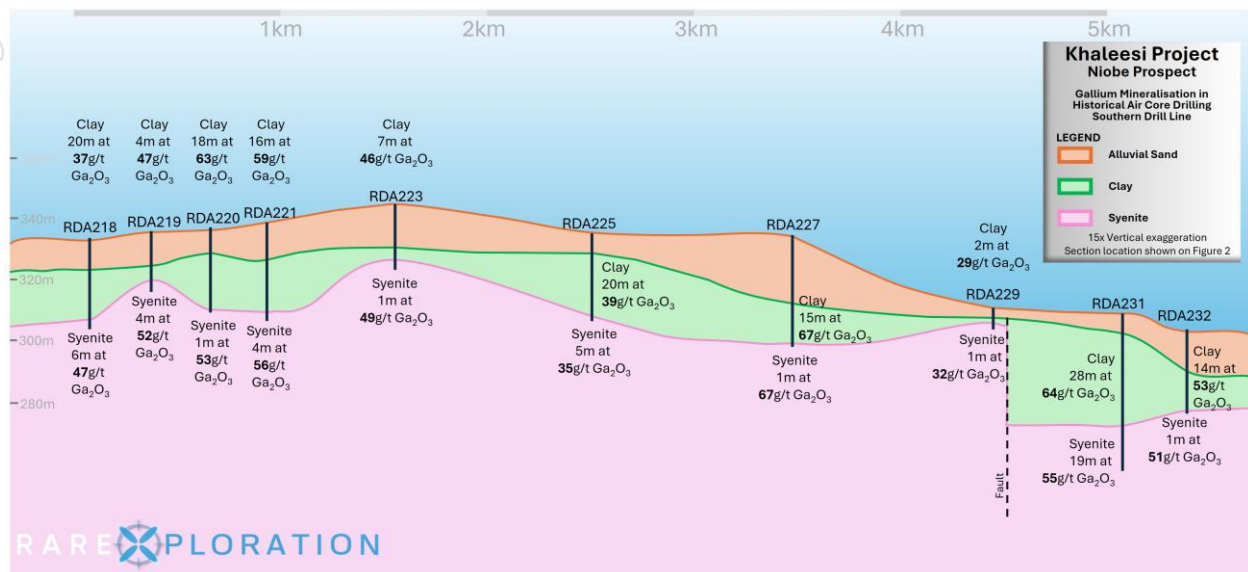 1km 2km 3km 4km 5km
Khaleesi Project
Niobe Prospect
Gallium Mineralisation in
Historical Air Core Drilling
Southern Drill Line
LEGEND
Alluvial Sand
Clay
Syenite
15x Vertical exaggeration
Section location shown on Figure 2
Clay
20m at
37g/t
Ga₂O₃
Clay
4m at
47g/t
Ga₂O₃
Clay
18m at
63g/t
Ga₂O₃
Clay
16m at
59g/t
Ga₂O₃
Clay
7m at
46g/t Ga₂O₃
340m
320m
300m
280m
RDA218
RDA219
RDA220
RDA221
RDA223
RDA225
RDA227
Clay
2m at
29g/t Ga₂O₃
RDA229
RDA231
RDA232
Syenite
6m at
47g/t
Ga₂O₃
Syenite
4m at
52g/t
Ga₂O₃
Syenite
1m at
53g/t
Ga₂O₃
Syenite
4m at
56g/t
Ga₂O₃
Syenite
1m at
49g/t Ga₂O₃
Clay
20m at
39g/t Ga₂O₃
Syenite
5m at
35g/t Ga₂O₃
Clay
15m at
67g/t Ga₂O₃
Syenite
1m at
67g/t Ga₂O₃
Syenite
1m at
32g/t Ga₂O₃
Fault
Clay
28m at
64g/t Ga₂O₃
Syenite
19m at
55g/t Ga₂O₃
Clay
14m at
53g/t
Ga₂O₃
Syenite
1m at
51g/t Ga₂O₃
RAREXPLORATION